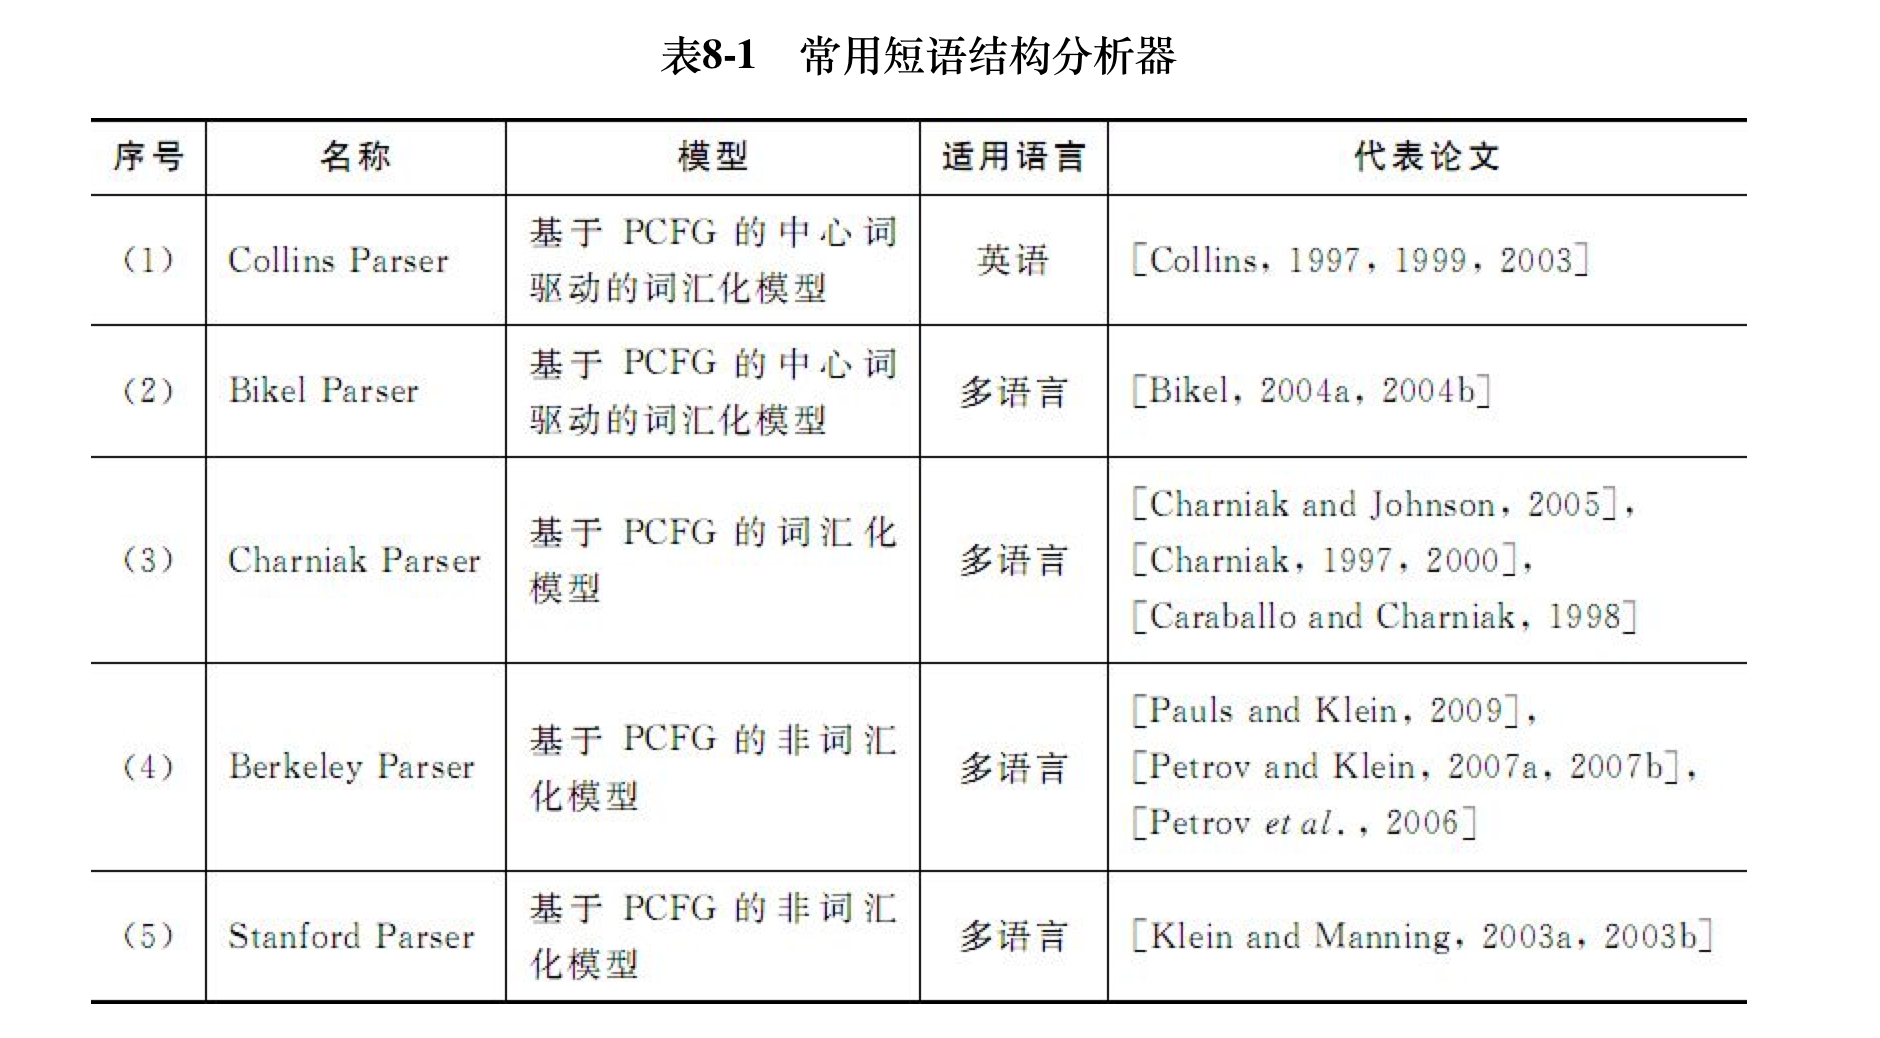 表8-1 常用短语结构分析器
序号 名称 模型 适用语言 代表论文
(1) Collins Parser 基于 PCFG 的中心词 英语 [Collins, 1997, 1999, 2003]
驱动的词汇化模型
(2) Bikel Parser 基于 PCFG 的中心词 多语言 [Bikel, 2004a, 2004b]
驱动的词汇化模型
(3) Charniak Parser 基于 PCFG 的词汇化 多语言 [Charniak and Johnson, 2005],
模型 [Charniak, 1997, 2000],
[Caraballo and Charniak, 1998]
(4) Berkeley Parser 基于 PCFG 的非词汇 多语言 [Pauls and Klein, 2009],
化模型 [Petrov and Klein, 2007a, 2007b],
[Petrov et al., 2006]
(5) Stanford Parser 基于 PCFG 的非词汇 多语言 [Klein and Manning, 2003a, 2003b]
化模型